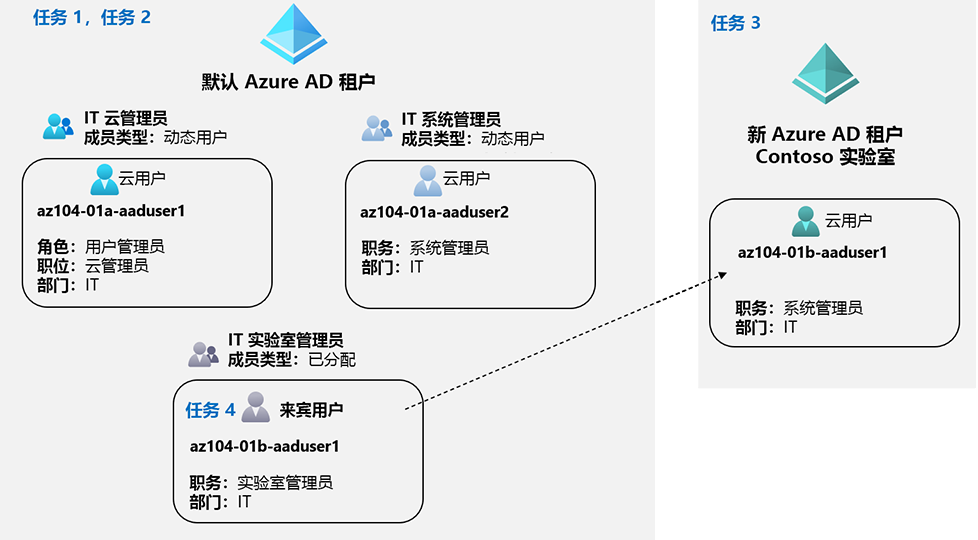 任务 1，任务 2
默认 Azure AD 租户
IT 云管理员
成员类型：动态用户
云用户
az104-01a-aaduser1
角色：用户管理员
职位：云管理员
部门：IT
IT 系统管理员
成员类型：动态用户
云用户
az104-01a-aaduser2
职务：系统管理员
部门：IT
IT 实验室管理员
成员类型：已分配
任务 4
来宾用户
az104-01b-aaduser1
职务：实验室管理员
部门：IT
任务 3
新 Azure AD 租户
Contoso 实验室
云用户
az104-01b-aaduser1
职务：系统管理员
部门：IT